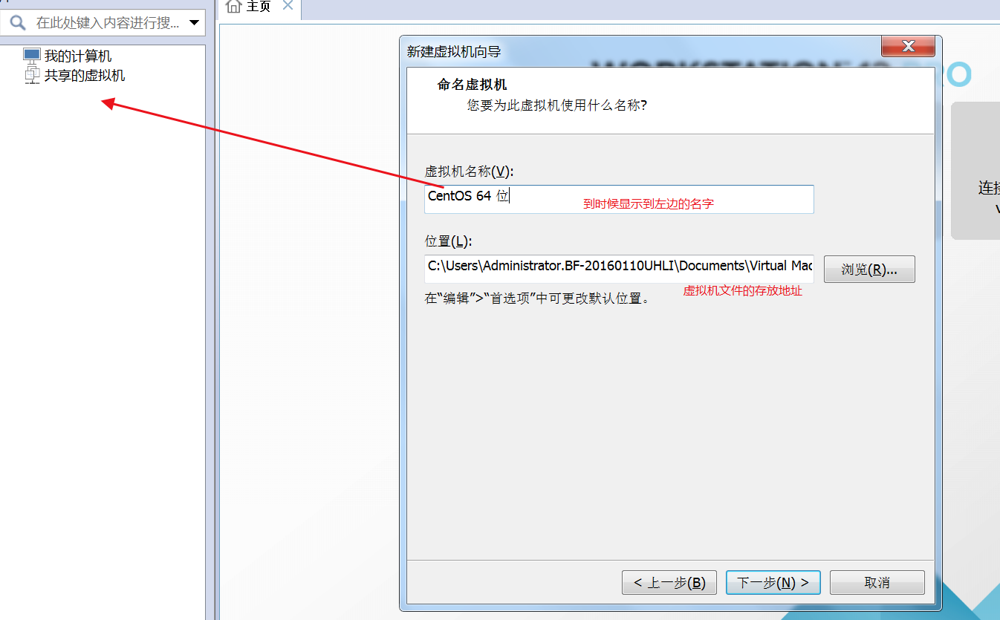 主页
在此处键入内容进行搜...
我的计算机
共享的虚拟机
新建虚拟机向导
命名虚拟机
您要为此虚拟机使用什么名称?
虚拟机名称(V):
CentOS 64 位
到时候显示到左边的名字
位置(L):
C:\Users\Administrator.BF-20160110UHLI\Documents\Virtual Mac
浏览(R)...
虚拟机文件的存放地址
在“编辑”>“首选项”中可更改默认位置。
< 上一步(B)
下一步(N) >
取消